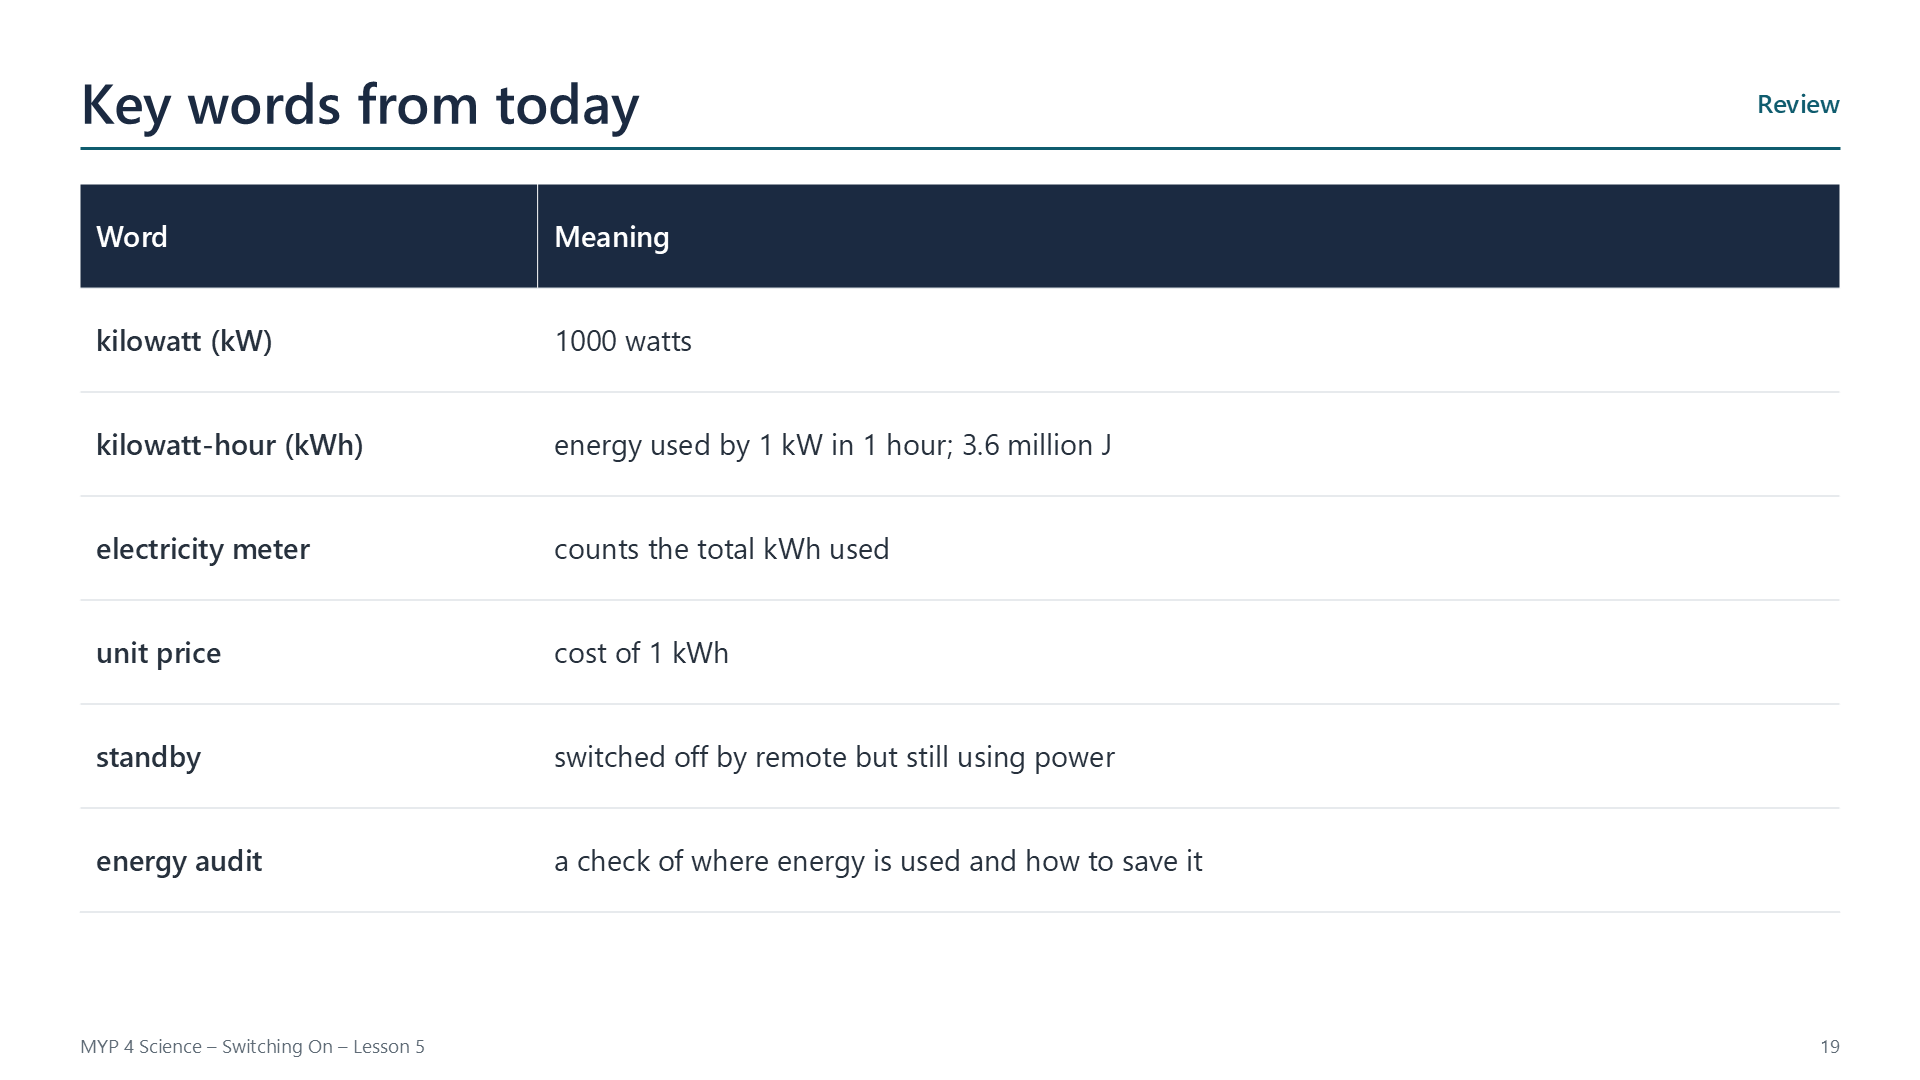 Key words from today
Review
Word Meaning
kilowatt (kW) 1000 watts
kilowatt-hour (kWh) energy used by 1 kW in 1 hour; 3.6 million J
electricity meter counts the total kWh used
unit price cost of 1 kWh
standby switched off by remote but still using power
energy audit a check of where energy is used and how to save it
MYP 4 Science – Switching On – Lesson 5
19